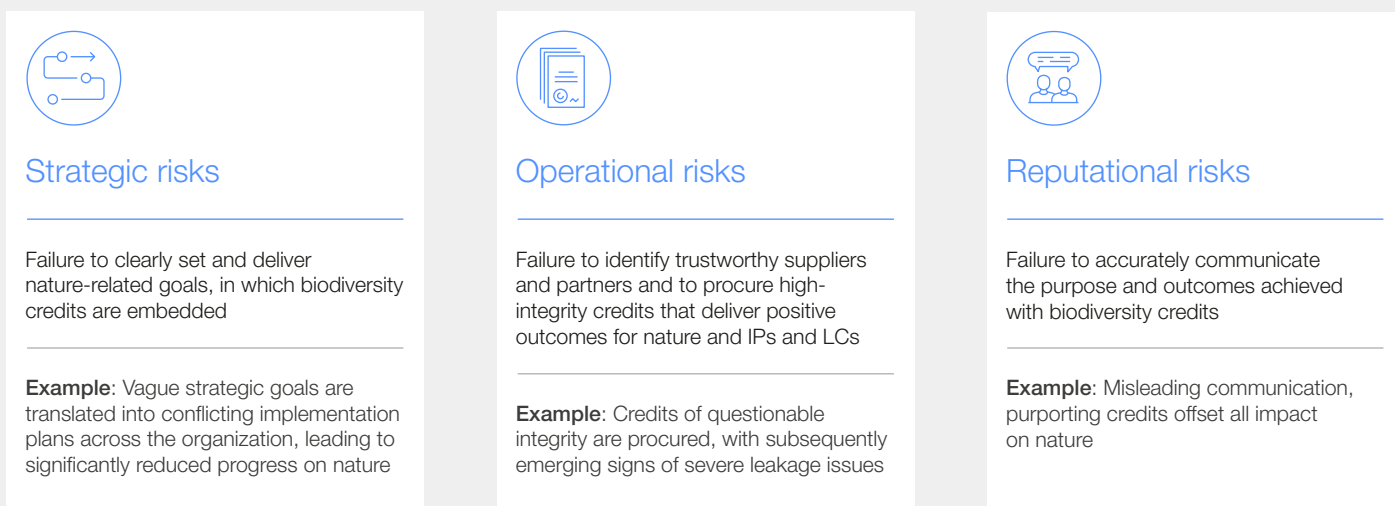 Strategic risks
Failure to clearly set and deliver
nature-related goals, in which biodiversity
credits are embedded
Example: Vague strategic goals are
translated into conflicting implementation
plans across the organization, leading to
significantly reduced progress on nature
Operational risks
Failure to identify trustworthy suppliers
and partners and to procure high-
integrity credits that deliver positive
outcomes for nature and IPs and LCs
Example: Credits of questionable
integrity are procured, with subsequently
emerging signs of severe leakage issues
Reputational risks
Failure to accurately communicate
the purpose and outcomes achieved
with biodiversity credits
Example: Misleading communication,
purporting credits offset all impact
on nature